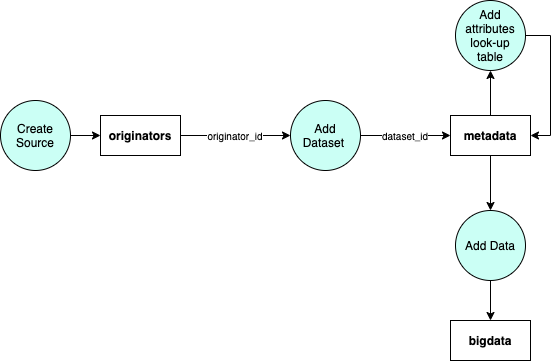 Add
attributes
look-up
table
Create
Source
originators
originator_id
Add
Dataset
dataset_id
metadata
Add Data
bigdata